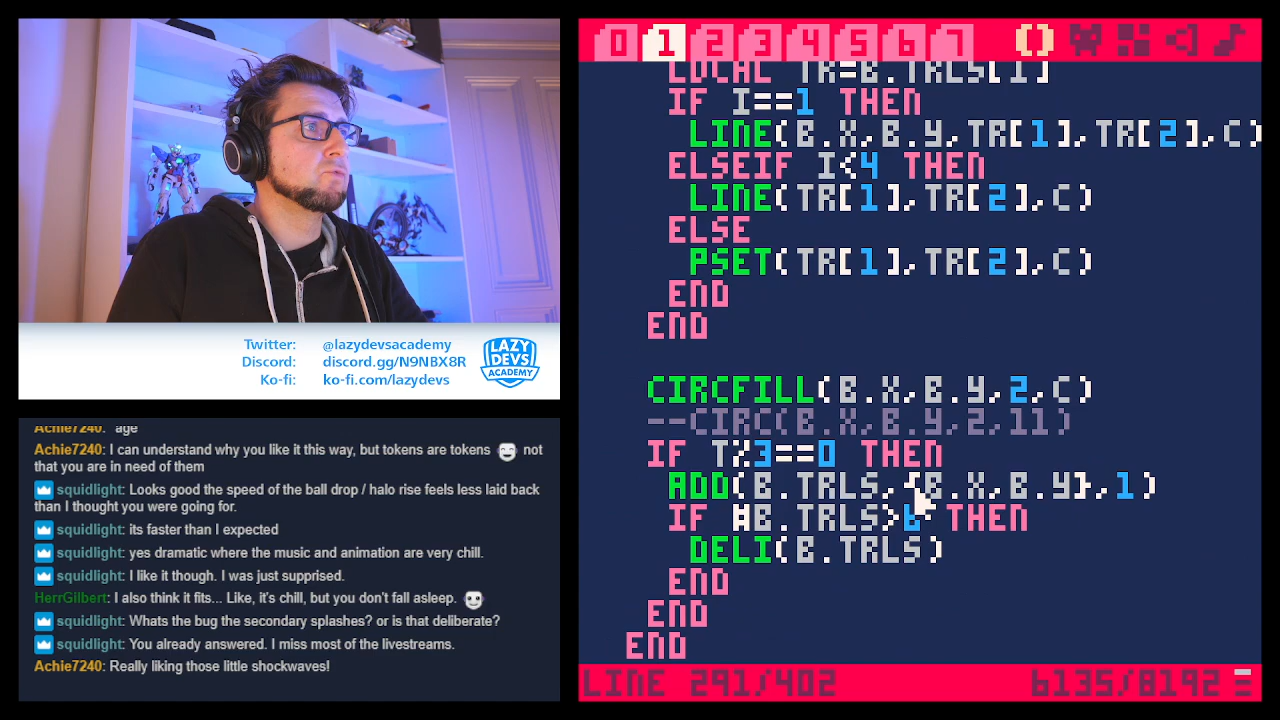 Twitter: @lazydevsacademy
Discord: discord.gg/N9NBX8R
Ko-fi: ko-fi.com/lazydevs
LAZY
DEVS
ACADEMY
Achie7240: age
Achie7240: I can understand why you like it this way, but tokens are tokens not
that you are in need of them
squidlight: Looks good the speed of the ball drop / halo rise feels less laid back
than I thought you were going for.
squidlight: its faster than I expected
squidlight: yes dramatic where the music and animation are very chill.
squidlight: I like it though. I was just supprised.
HerrGilbert: I also think it fits... Like, it's chill, but you don't fall asleep.
squidlight: Whats the bug the secondary splashes? or is that deliberate?
squidlight: You already answered. I miss most of the livestreams.
Achie7240: Really liking those little shockwaves!
0 1 2 3 4 5 6 7 ()
LOCAL TR=B.TRLS[I]
IF I==1 THEN
LINE(B.X,B.Y,TR[1],TR[2],C)
ELSEIF I<4 THEN
LINE(TR[1],TR[2],C)
ELSE
PSET(TR[1],TR[2],C)
END
END
CIRCFILL(B.X,B.Y,2,C)
--CIRC(B.X,B.Y,2,11)
IF T%3==0 THEN
ADD(B.TRLS,{B.X,B.Y},1)
IF #B.TRLS>6 THEN
DELI(B.TRLS)
END
END
END
LINE 291/402 6135/8192